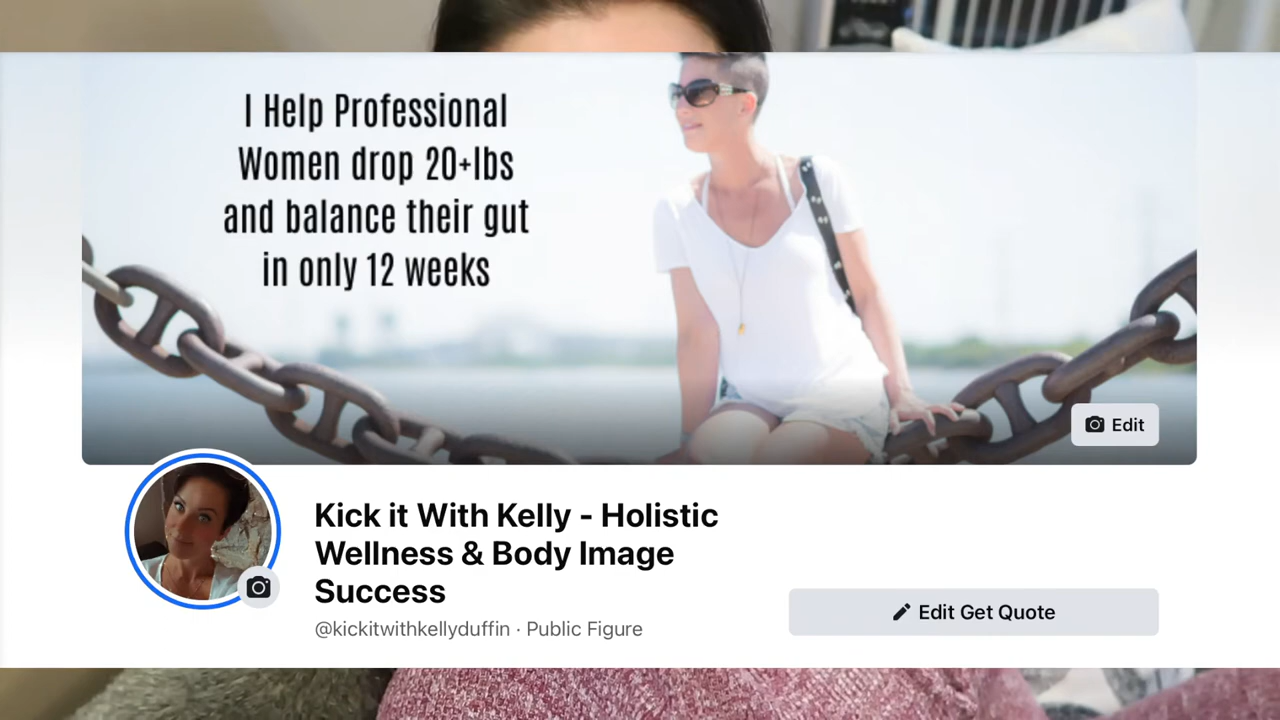 I Help Professional
Women drop 20+lbs
and balance their gut
in only 12 weeks
Edit
Kick it With Kelly - Holistic
Wellness & Body Image
Success
@kickitwithkellyduffin · Public Figure
Edit Get Quote